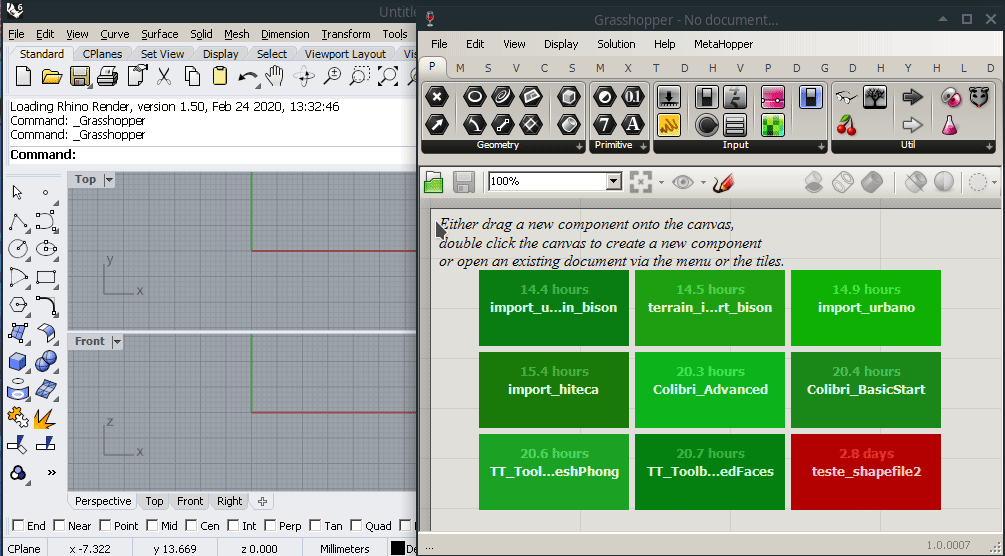 6
Untitle
File Edit View Curve Surface Solid Mesh Dimension Transform Tools
Standard CPlanes Set View Display Select Viewport Layout Vis
Loading Rhino Render, version 1.50, Feb 24 2020, 13:32:46
Command: _Grasshopper
Command: _Grasshopper
Command:
Top
y
x
Front
z
x
»
Perspective Top Front Right
End Near Point Mid Cen Int Perp Tan Quad
CPlane x -7.322 y 13.669 z 0.000 Millimeters De
Grasshopper - No document...
File Edit View Display Solution Help MetaHopper
P M S V C S M X T D K P W D H Y H L D
0.1
7 A
Geometry Primitive Input Util
100%
Either drag a new component onto the canvas,
double click the canvas to create a new component
or open an existing document via the menu or the tiles.
14.4 hours 14.5 hours 14.9 hours
import_u...in_bison terrain_i...rt_bison import_urbano
15.4 hours 20.3 hours 20.4 hours
import_hiteca Colibri_Advanced Colibri_BasicStart
20.6 hours 20.7 hours 2.8 days
TT_Tool...eshPhong TT_Toolb...edFaces teste_shapefile2
... 1.0.0007